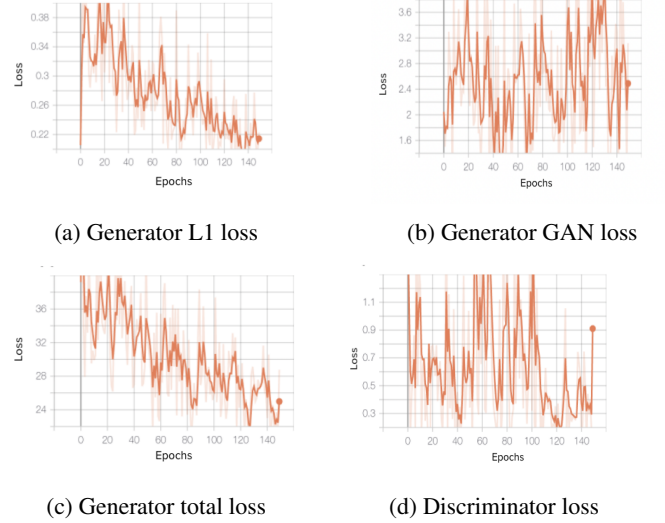 0.38
0.34
0.3
0.26
0.22
Loss
0 20 40 60 80 100 120 140
Epochs
(a) Generator L1 loss
3.6
3.2
2.8
2.4
2
1.6
Loss
0 20 40 60 80 100 120 140
Epochs
(b) Generator GAN loss
36
32
28
24
Loss
0 20 40 60 80 100 120 140
Epochs
(c) Generator total loss
1.1
0.9
0.7
0.5
0.3
Loss
0 20 40 60 80 100 120 140
Epochs
(d) Discriminator loss